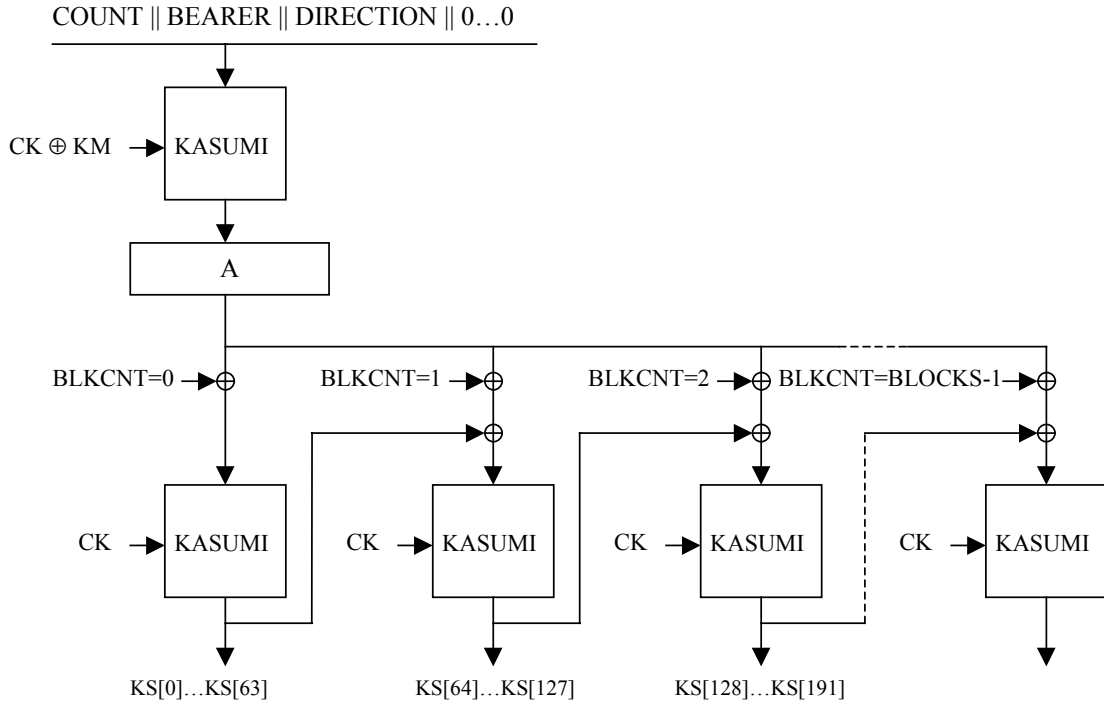 COUNT || BEARER || DIRECTION || 0…0
CK ⊕ KM
KASUMI
A
BLKCNT=0
BLKCNT=1
BLKCNT=2
BLKCNT=BLOCKS-1
CK
KASUMI
CK
KASUMI
CK
KASUMI
CK
KASUMI
KS[0]…KS[63]
KS[64]…KS[127]
KS[128]…KS[191]